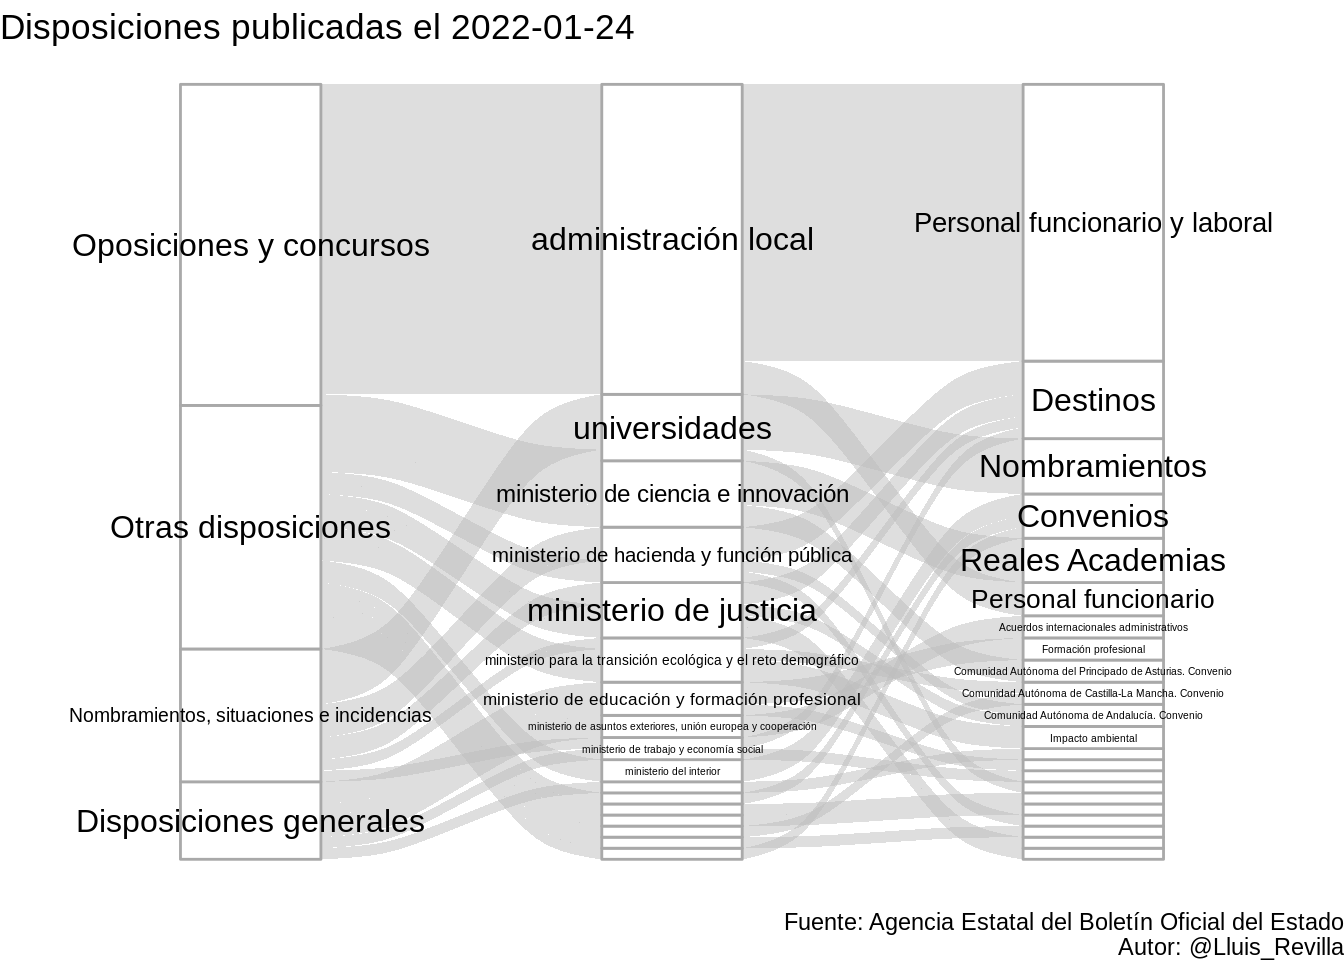 Disposiciones publicadas el 2022-01-24
Oposiciones y concursos
Otras disposiciones
Nombramientos, situaciones e incidencias
Disposiciones generales
administración local
universidades
ministerio de ciencia e innovación
ministerio de hacienda y función pública
ministerio de justicia
ministerio para la transición ecológica y el reto demográfico
ministerio de educación y formación profesional
ministerio de asuntos exteriores, unión europea y cooperación
ministerio de trabajo y economía social
ministerio del interior
Personal funcionario y laboral
Destinos
Nombramientos
Convenios
Reales Academias
Personal funcionario
Acuerdos internacionales administrativos
Formación profesional
Comunidad Autónoma del Principado de Asturias. Convenio
Comunidad Autónoma de Castilla-La Mancha. Convenio
Comunidad Autónoma de Andalucía. Convenio
Impacto ambiental
Fuente: Agencia Estatal del Boletín Oficial del Estado
Autor: @Lluis_Revilla